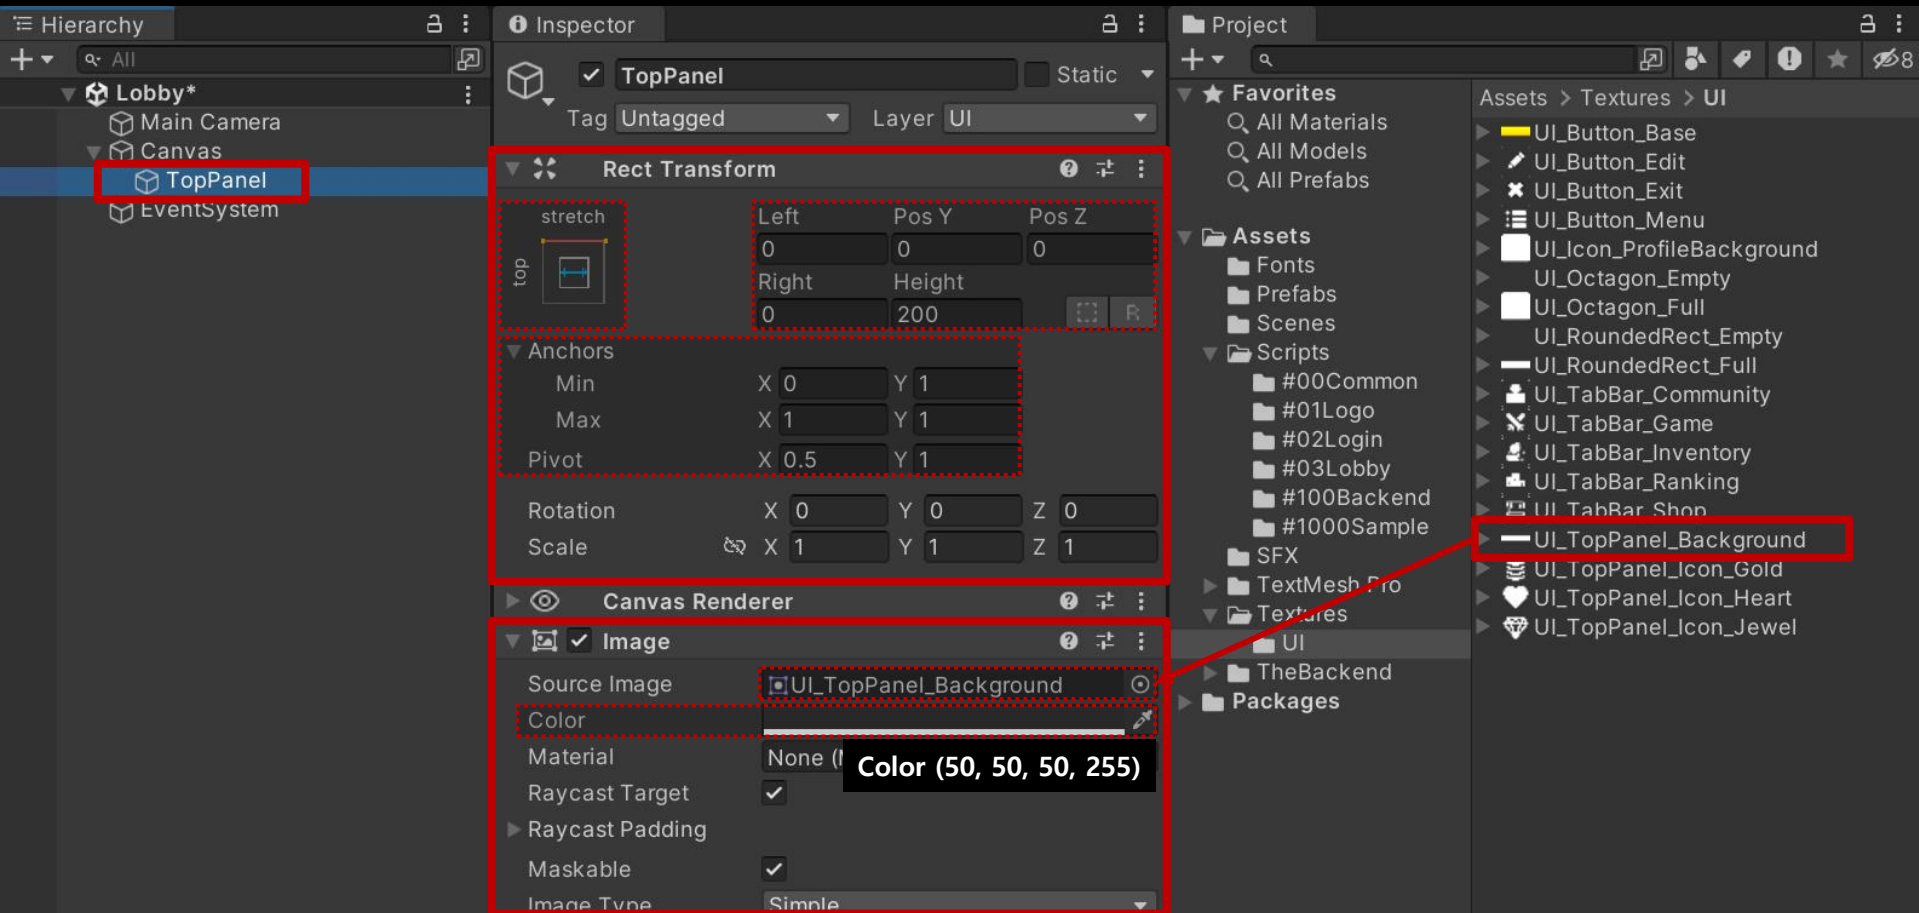 Hierarchy
All
Lobby*
Main Camera
Canvas
TopPanel
EventSystem
Inspector
TopPanel
Static
Tag Untagged Layer UI
Rect Transform
stretch
top
Left Pos Y Pos Z
0 0 0
Right Height
0 200
R
Anchors
Min X 0 Y 1
Max X 1 Y 1
Pivot X 0.5 Y 1
Rotation X 0 Y 0 Z 0
Scale X 1 Y 1 Z 1
Canvas Renderer
Image
Source Image UI_TopPanel_Background
Color
Material None (
Color (50, 50, 50, 255)
Raycast Target
Raycast Padding
Maskable
Image Type Simple
Project
8
Favorites
All Materials
All Models
All Prefabs
Assets
Fonts
Prefabs
Scenes
Scripts
#00Common
#01Logo
#02Login
#03Lobby
#100Backend
#1000Sample
SFX
TextMesh Pro
Textures
UI
TheBackend
Packages
Assets > Textures > UI
UI_Button_Base
UI_Button_Edit
UI_Button_Exit
UI_Button_Menu
UI_Icon_ProfileBackground
UI_Octagon_Empty
UI_Octagon_Full
UI_RoundedRect_Empty
UI_RoundedRect_Full
UI_TabBar_Community
UI_TabBar_Game
UI_TabBar_Inventory
UI_TabBar_Ranking
UI_TabBar_Shop
UI_TopPanel_Background
UI_TopPanel_Icon_Gold
UI_TopPanel_Icon_Heart
UI_TopPanel_Icon_Jewel